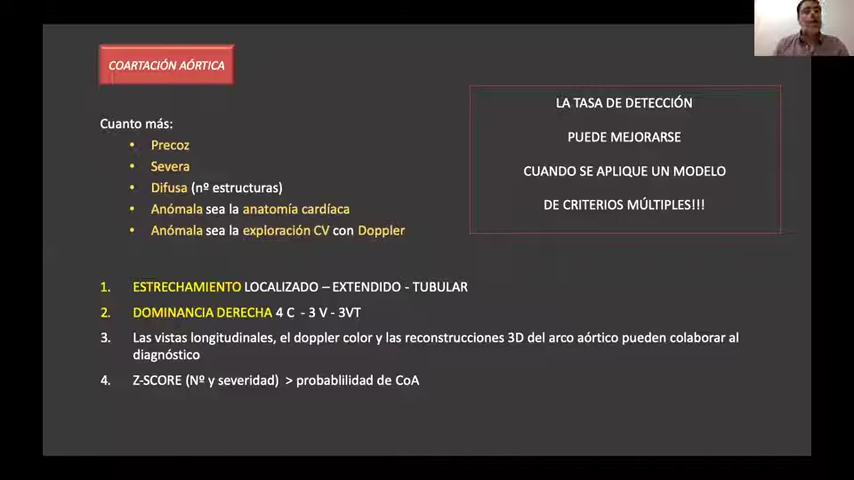 COARTACIÓN AÓRTICA
Cuanto más:
• Precoz
• Severa
• Difusa (nº estructuras)
• Anómala sea la anatomía cardíaca
• Anómala sea la exploración CV con Doppler
LA TASA DE DETECCIÓN
PUEDE MEJORARSE
CUANDO SE APLIQUE UN MODELO
DE CRITERIOS MÚLTIPLES!!!
1. ESTRECHAMIENTO LOCALIZADO – EXTENDIDO - TUBULAR
2. DOMINANCIA DERECHA 4 C - 3 V - 3VT
3. Las vistas longitudinales, el doppler color y las reconstrucciones 3D del arco aórtico pueden colaborar al
diagnóstico
4. Z-SCORE (Nº y severidad) > probablilidad de CoA